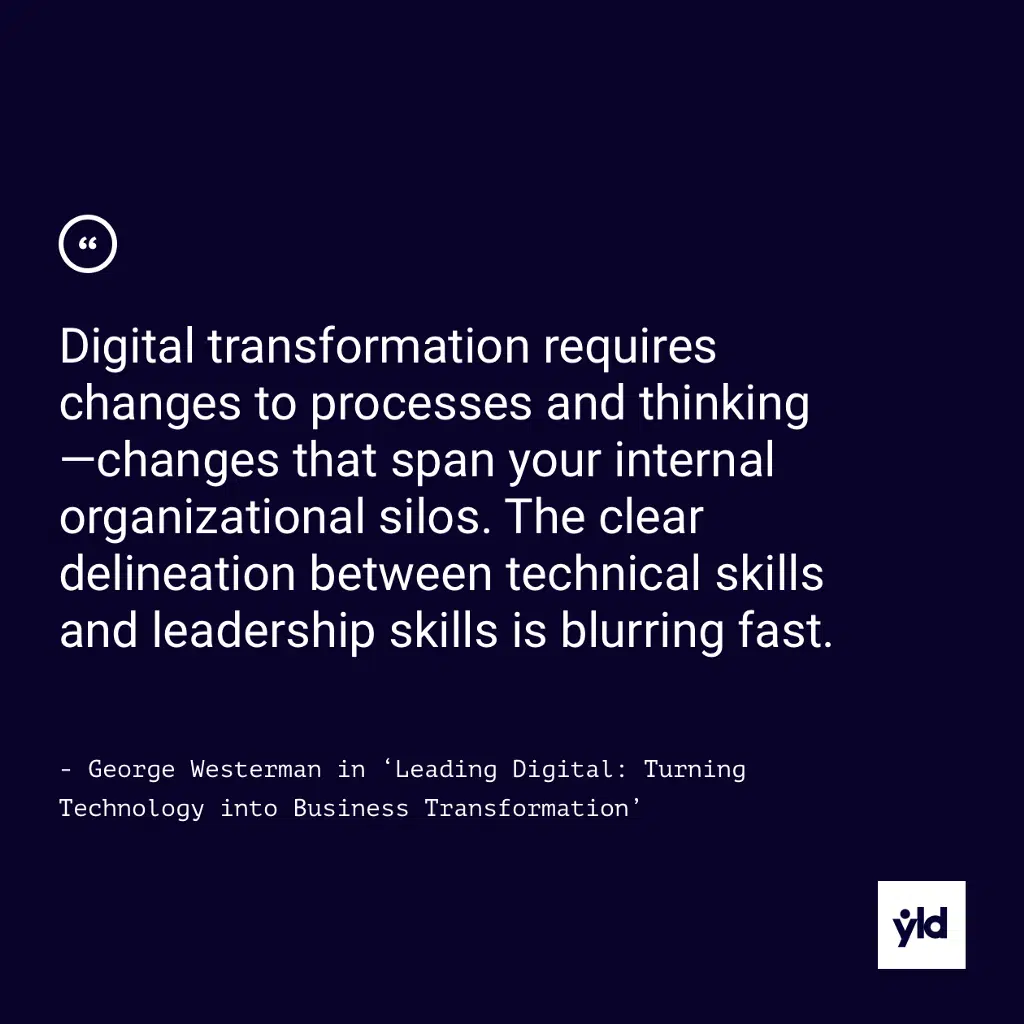 “
Digital transformation requires
changes to processes and thinking
—changes that span your internal
organizational silos. The clear
delineation between technical skills
and leadership skills is blurring fast.
- George Westerman in ‘Leading Digital: Turning
Technology into Business Transformation’
yld